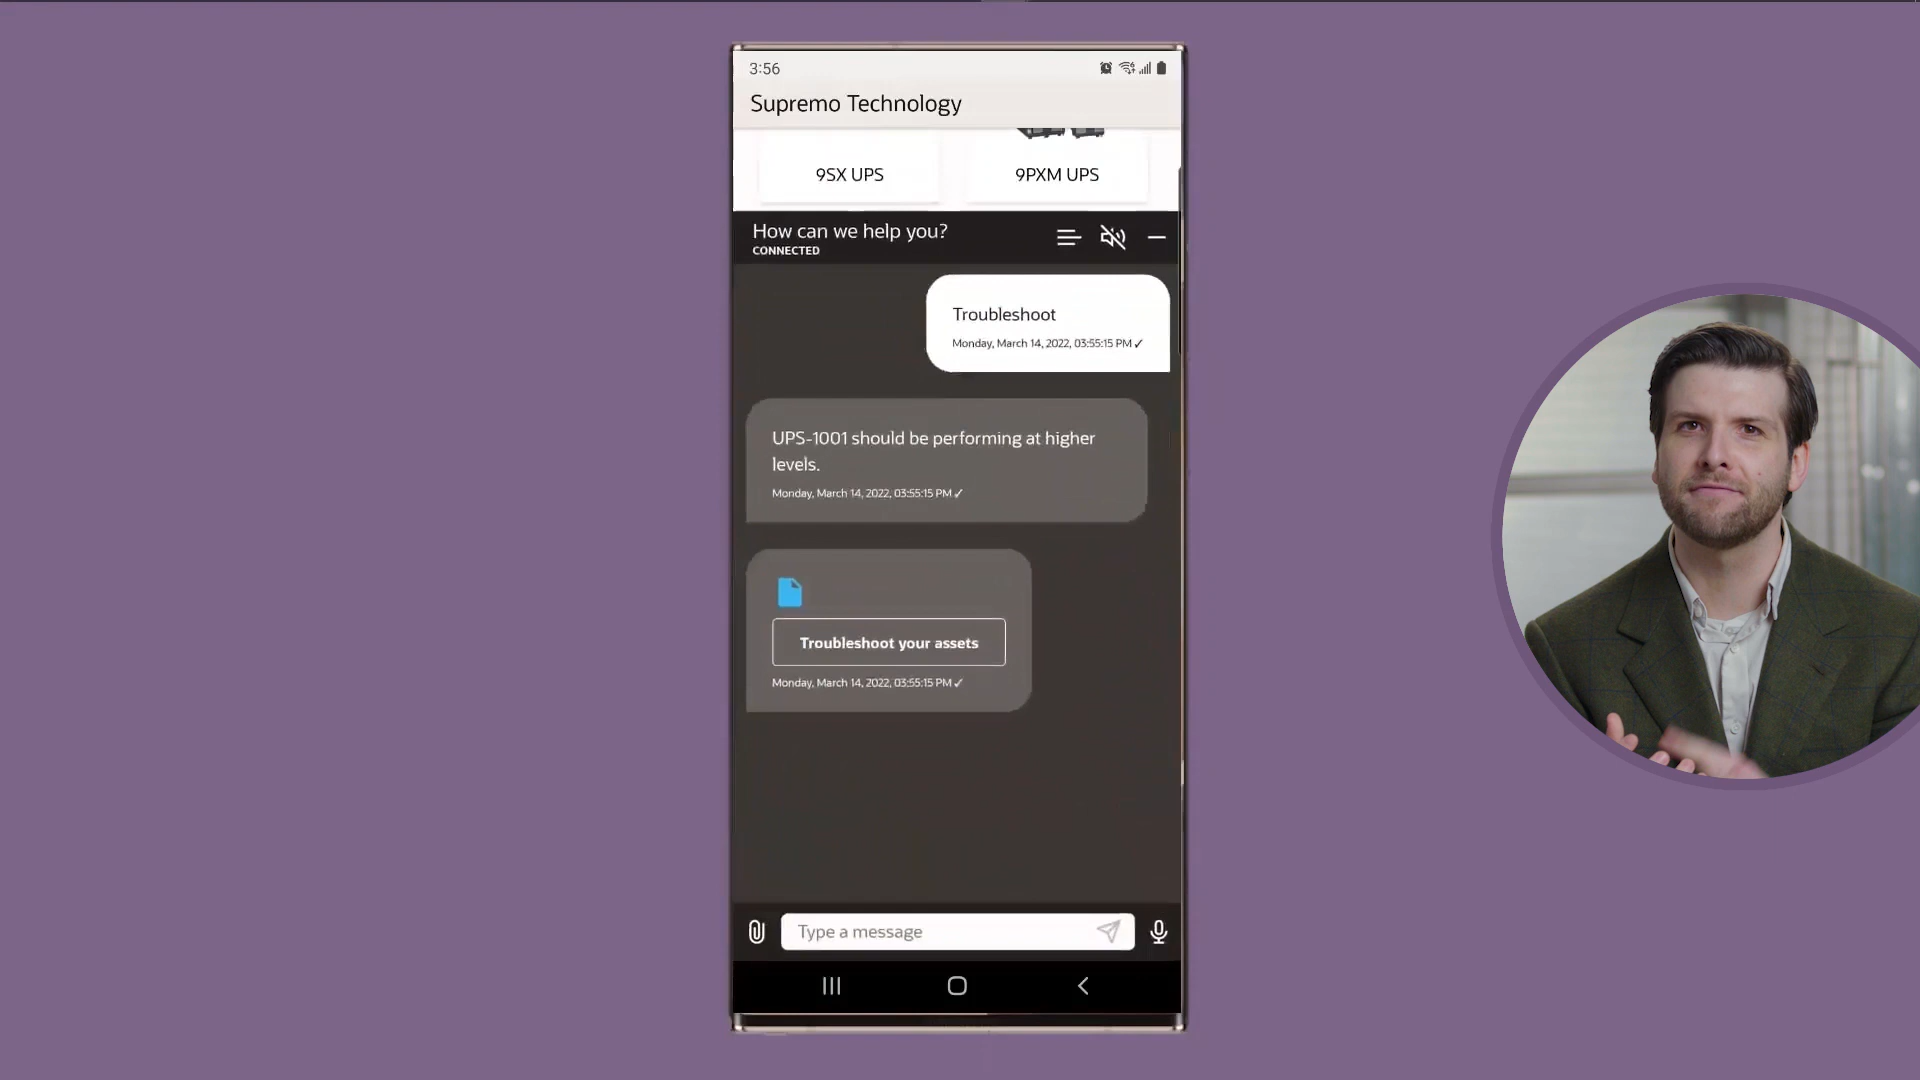 3:56
Supremo Technology
9SX UPS
9PXM UPS
How can we help you?
CONNECTED
Troubleshoot
Monday, March 14, 2022, 03:55:15 PM ✓
UPS-1001 should be performing at higher
levels.
Monday, March 14, 2022, 03:55:15 PM ✓
Troubleshoot your assets
Monday, March 14, 2022, 03:55:15 PM ✓
Type a message